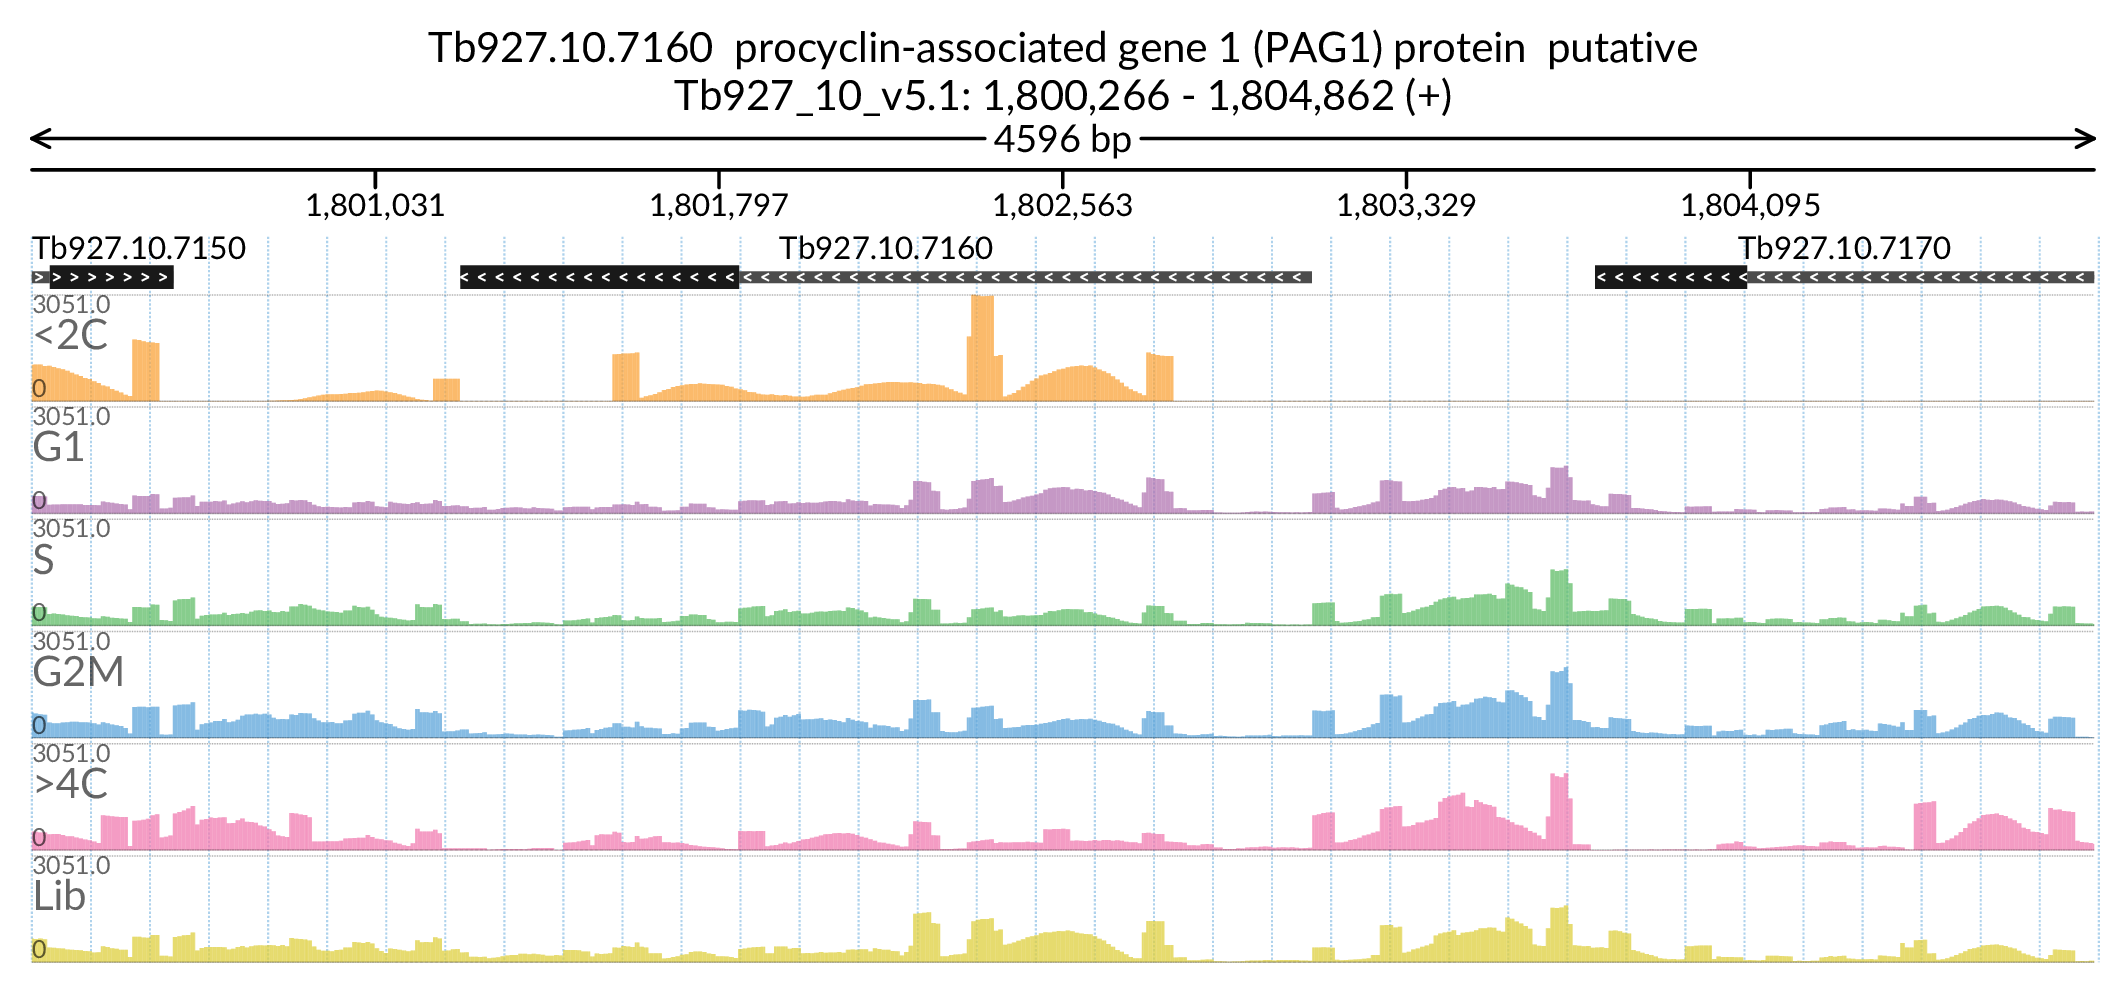 Tb927.10.7160  procyclin-associated gene 1 (PAG1) protein  putative
Tb927_10_v5.1: 1,800,266 - 1,804,862 (+)
4596 bp
1,801,031 1,801,797 1,802,563 1,803,329 1,804,095
Tb927.10.7150 Tb927.10.7160 Tb927.10.7170
3051.0
<2C
0
3051.0
G1
0
3051.0
S
0
3051.0
G2M
0
3051.0
>4C
0
3051.0
Lib
0